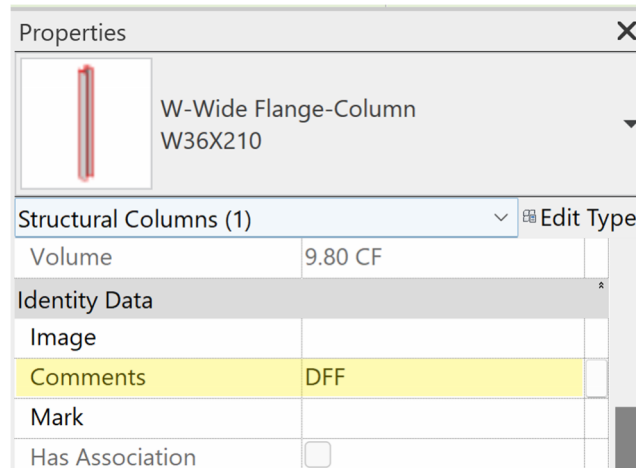 Properties
W-Wide Flange-Column
W36X210
Structural Columns (1) Edit Type
Volume 9.80 CF
Identity Data
Image
Comments DFF
Mark
Has Association